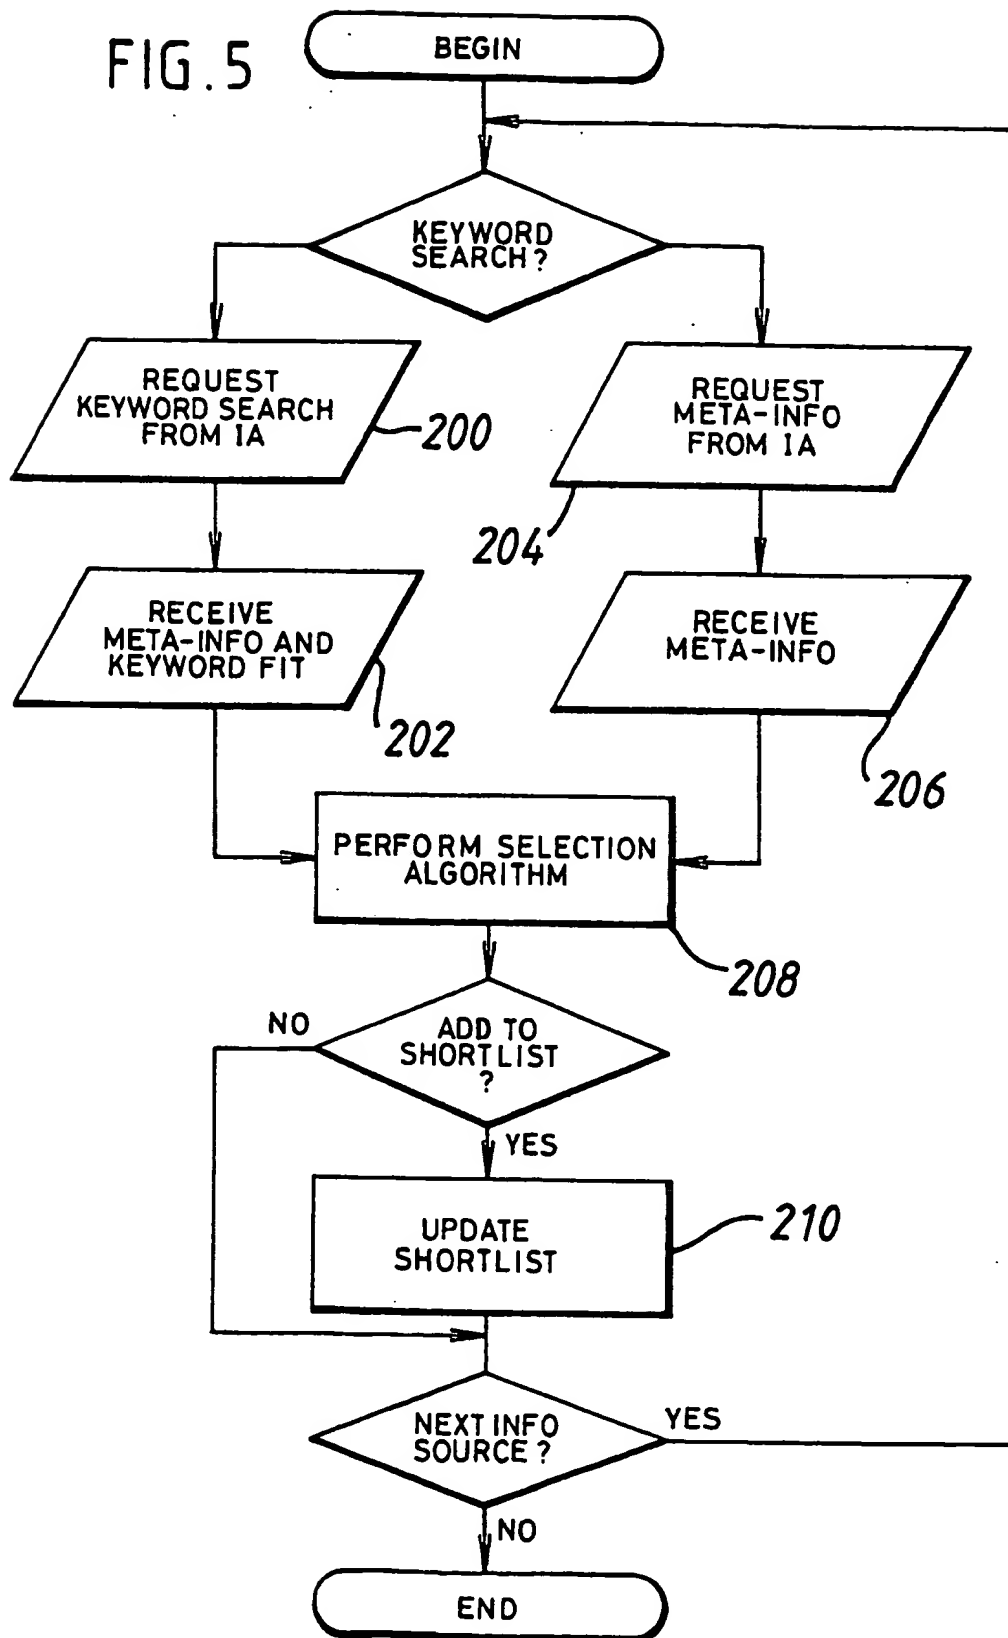 FIG. 5
BEGIN
KEYWORD
SEARCH?
REQUEST
KEYWORD SEARCH
FROM IA
200
REQUEST
META-INFO
FROM IA
204
RECEIVE
META-INFO AND
KEYWORD FIT
202
RECEIVE
META-INFO
206
PERFORM SELECTION
ALGORITHM
208
NO
ADD TO
SHORTLIST
?
YES
UPDATE
SHORTLIST
210
NEXT INFO
SOURCE?
YES
NO
END